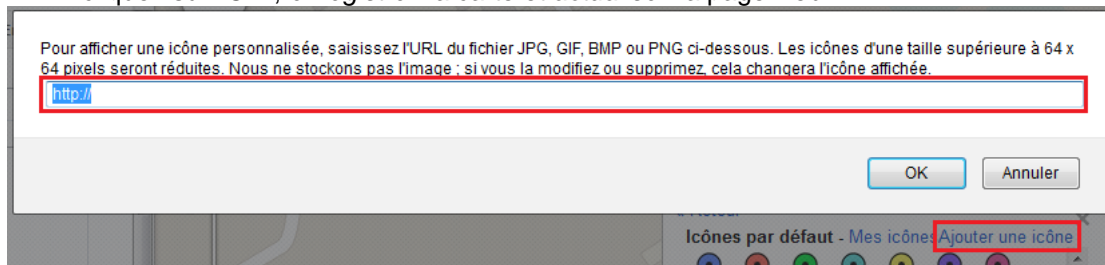 Pour afficher une icône personnalisée, saisissez l'URL du fichier JPG, GIF, BMP ou PNG ci-dessous. Les icônes d'une taille supérieure à 64 x
64 pixels seront réduites. Nous ne stockons pas l'image ; si vous la modifiez ou supprimez, cela changera l'icône affichée.
http://
OK Annuler
Icônes par défaut - Mes icônes Ajouter une icône